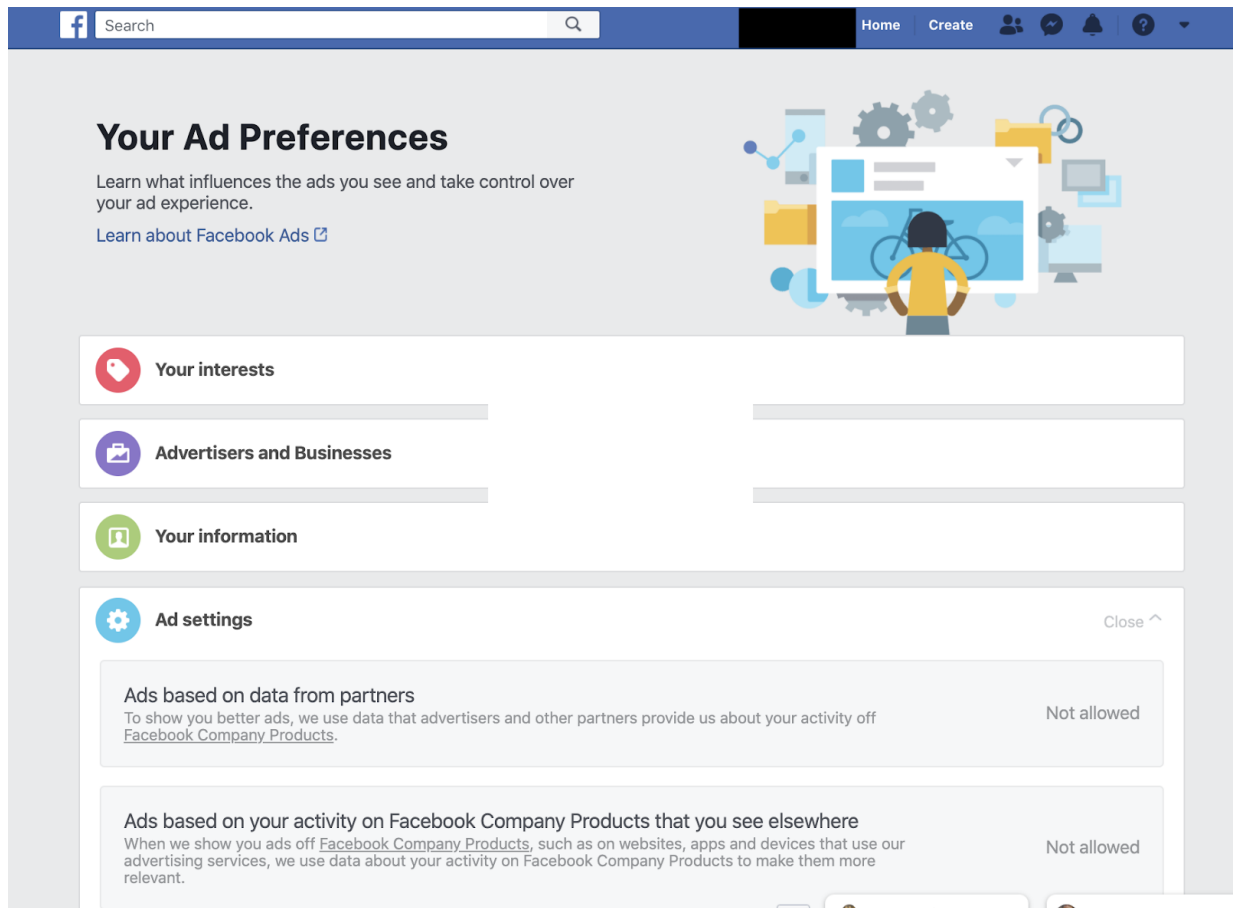 f Search Home Create
Your Ad Preferences
Learn what influences the ads you see and take control over
your ad experience.
Learn about Facebook Ads
Your interests
Advertisers and Businesses
Your information
Ad settings Close
Ads based on data from partners
To show you better ads, we use data that advertisers and other partners provide us about your activity off
Facebook Company Products.
Not allowed
Ads based on your activity on Facebook Company Products that you see elsewhere
When we show you ads off Facebook Company Products, such as on websites, apps and devices that use our
advertising services, we use data about your activity on Facebook Company Products to make them more
relevant.
Not allowed